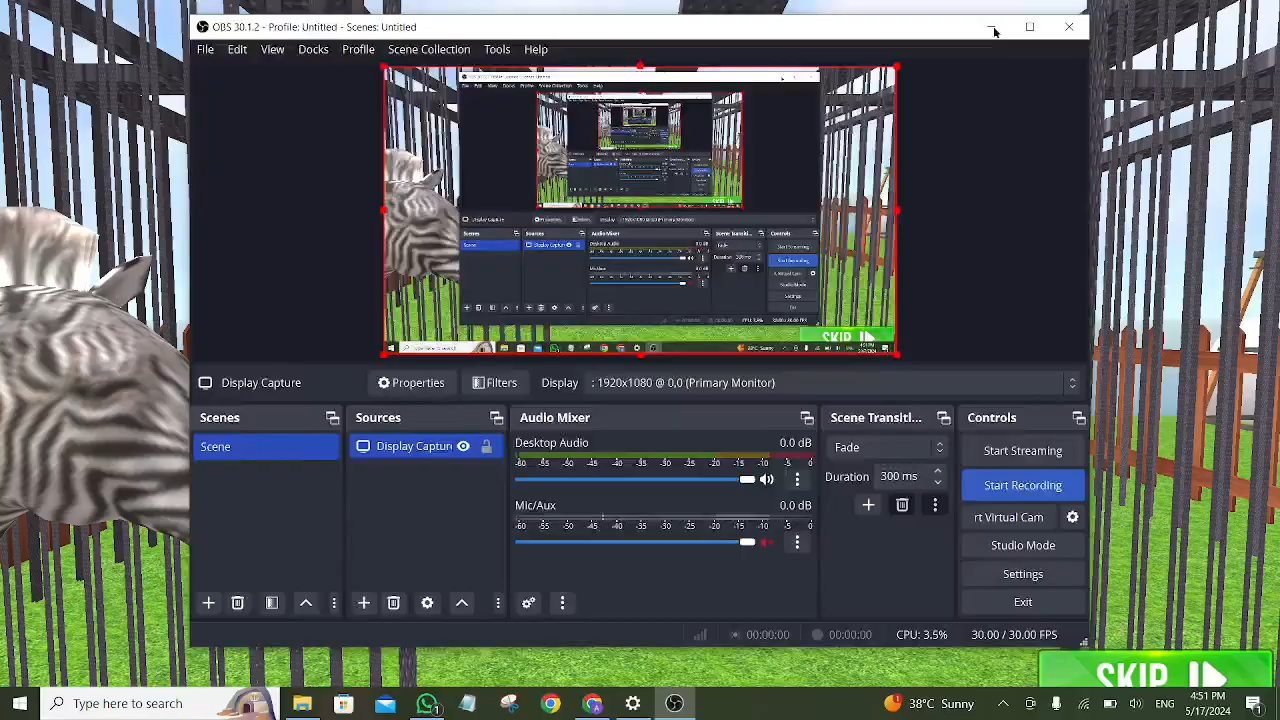 OBS 30.1.2 - Profile: Untitled - Scenes: Untitled
File Edit View Docks Profile Scene Collection Tools Help
Display Capture Properties Filters Display : 1920x1080 @ 0,0 (Primary Monitor)
Scenes Sources Audio Mixer Scene Transiti... Controls
Scene
Display Capture
Desktop Audio 0.0 dB
-60 -55 -50 -45 -40 -35 -30 -25 -20 -15 -10 -5 0
Mic/Aux 0.0 dB
-60 -55 -50 -45 -40 -35 -30 -25 -20 -15 -10 -5 0
Fade
Duration 300 ms
Start Streaming
Start Recording
rt Virtual Cam
Studio Mode
Settings
Exit
00:00:00 00:00:00 CPU: 3.5% 30.00 / 30.00 FPS
SKIP
Type here to search
1
1
38°C Sunny
ENG
4:51 PM
5/17/2024
1